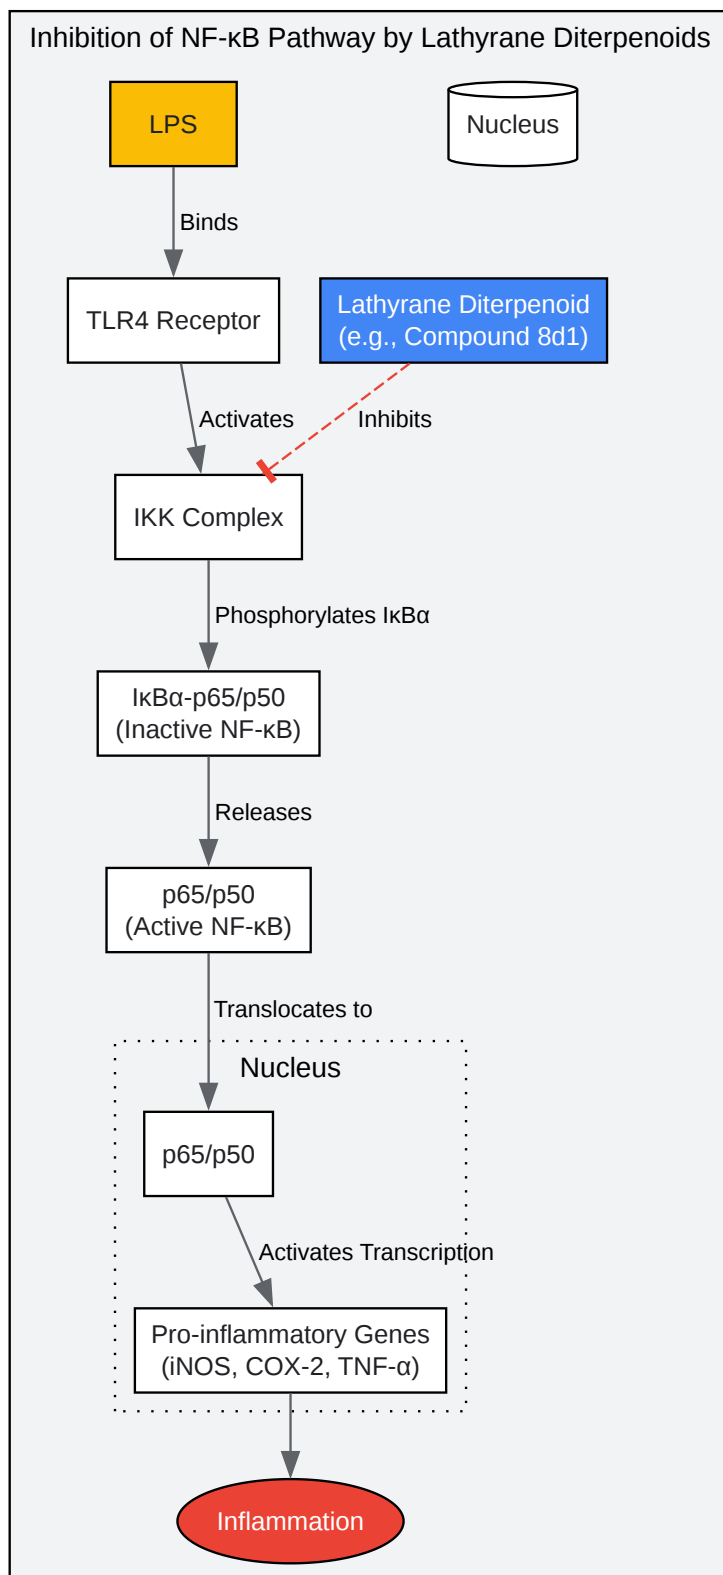 Inhibition of NF-κB Pathway by Lathyrane Diterpenoids
LPS
Nucleus
Binds
TLR4 Receptor
Lathyrane Diterpenoid
(e.g., Compound 8d1)
Activates
Inhibits
IKK Complex
Phosphorylates IκBα
IκBα-p65/p50
(Inactive NF-κB)
Releases
p65/p50
(Active NF-κB)
Translocates to
Nucleus
p65/p50
Activates Transcription
Pro-inflammatory Genes
(iNOS, COX-2, TNF-α)
Inflammation